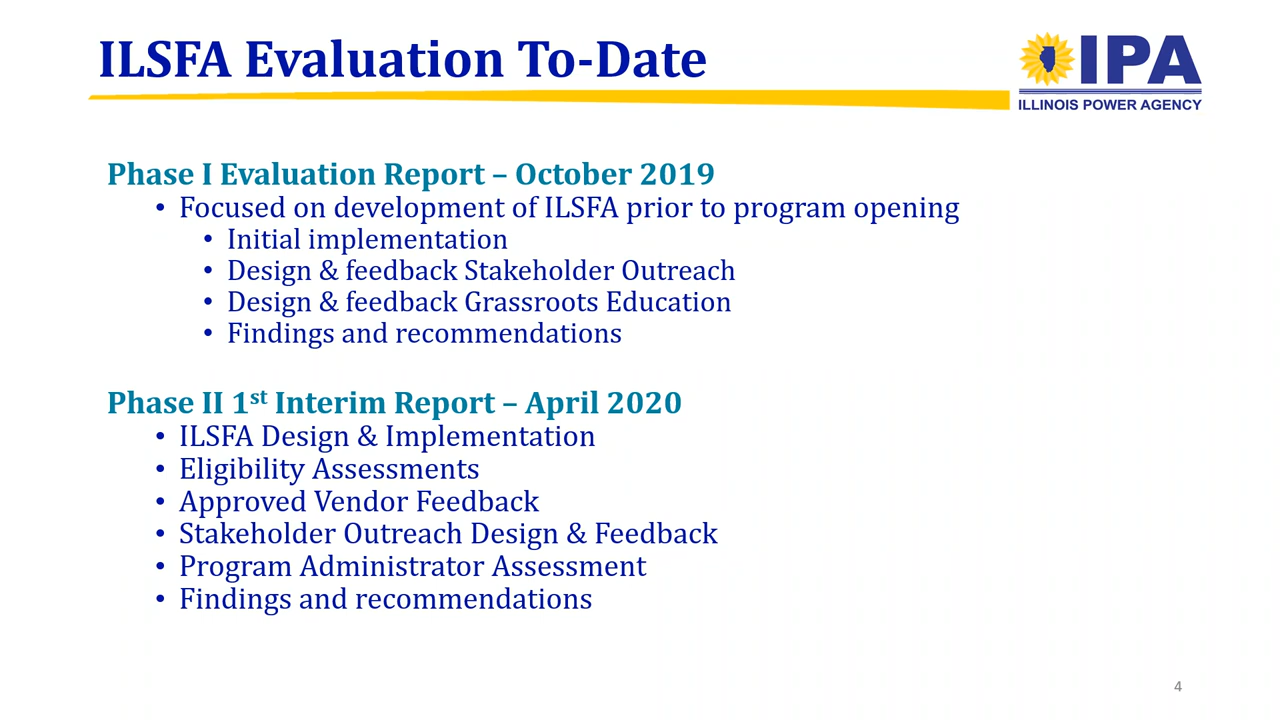 ILSFA Evaluation To-Date
IPA
ILLINOIS POWER AGENCY
Phase I Evaluation Report – October 2019
• Focused on development of ILSFA prior to program opening
• Initial implementation
• Design & feedback Stakeholder Outreach
• Design & feedback Grassroots Education
• Findings and recommendations
Phase II 1st Interim Report – April 2020
• ILSFA Design & Implementation
• Eligibility Assessments
• Approved Vendor Feedback
• Stakeholder Outreach Design & Feedback
• Program Administrator Assessment
• Findings and recommendations
4